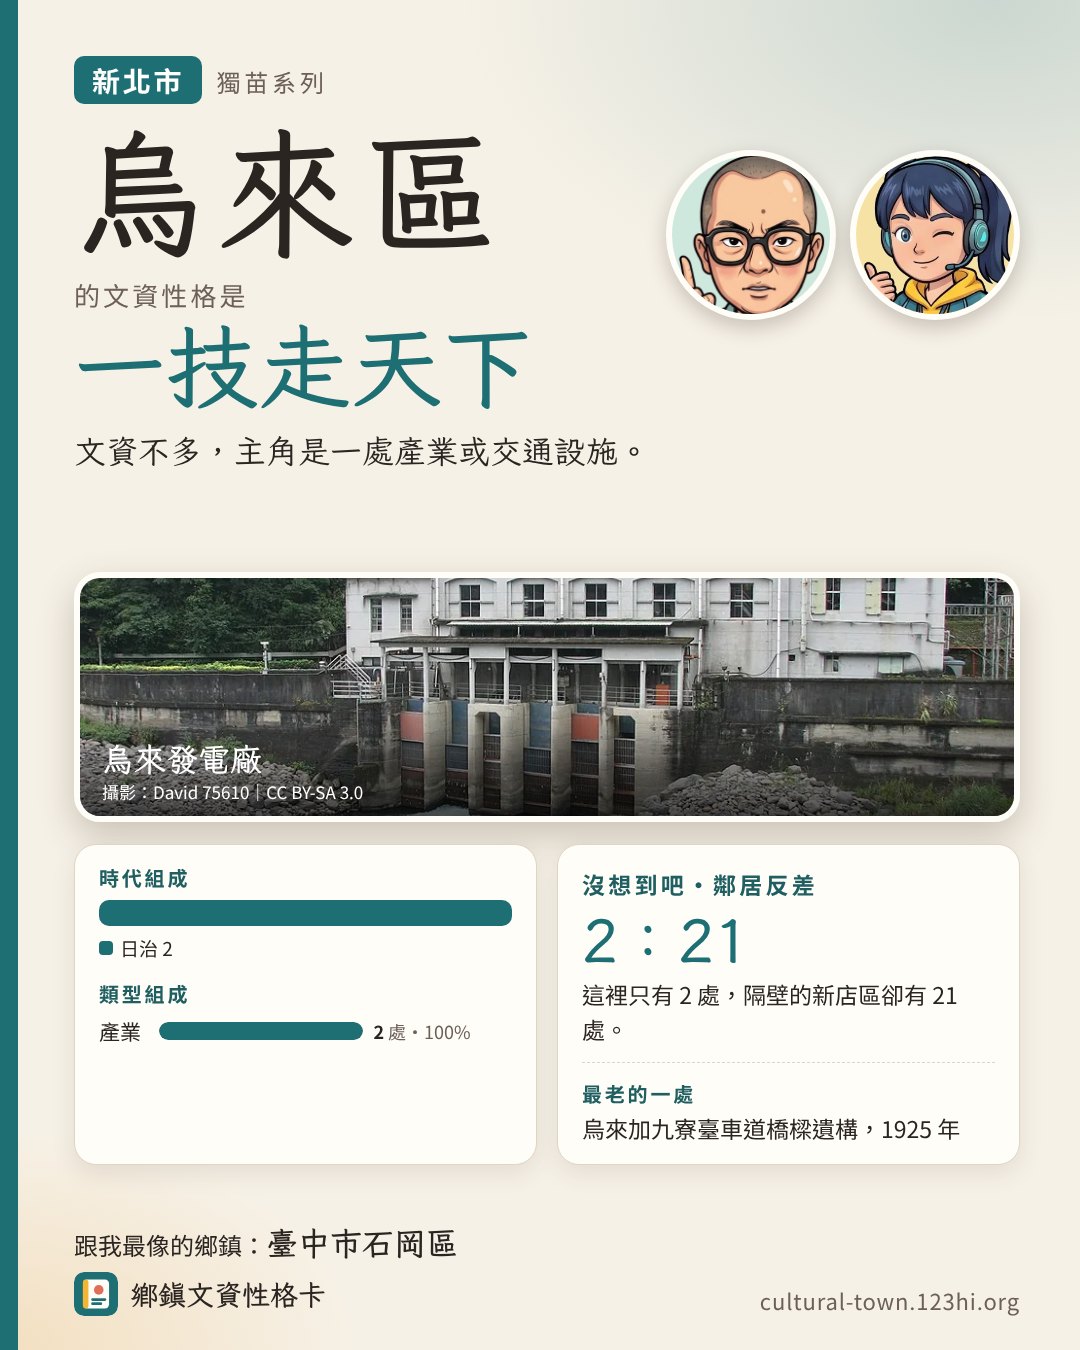 新北市 獨苗系列
烏來區
的文資性格是
一技走天下
文資不多，主角是一處產業或交通設施。
烏來發電廠
攝影：David 75610｜CC BY-SA 3.0
時代組成
日治 2
類型組成
產業 2 處・100%
沒想到吧・鄰居反差
2：21
這裡只有 2 處，隔壁的新店區卻有 21
處。
最老的一處
烏來加九寮臺車道橋樑遺構，1925 年
跟我最像的鄉鎮：臺中市石岡區
鄉鎮文資性格卡
cultural-town.123hi.org